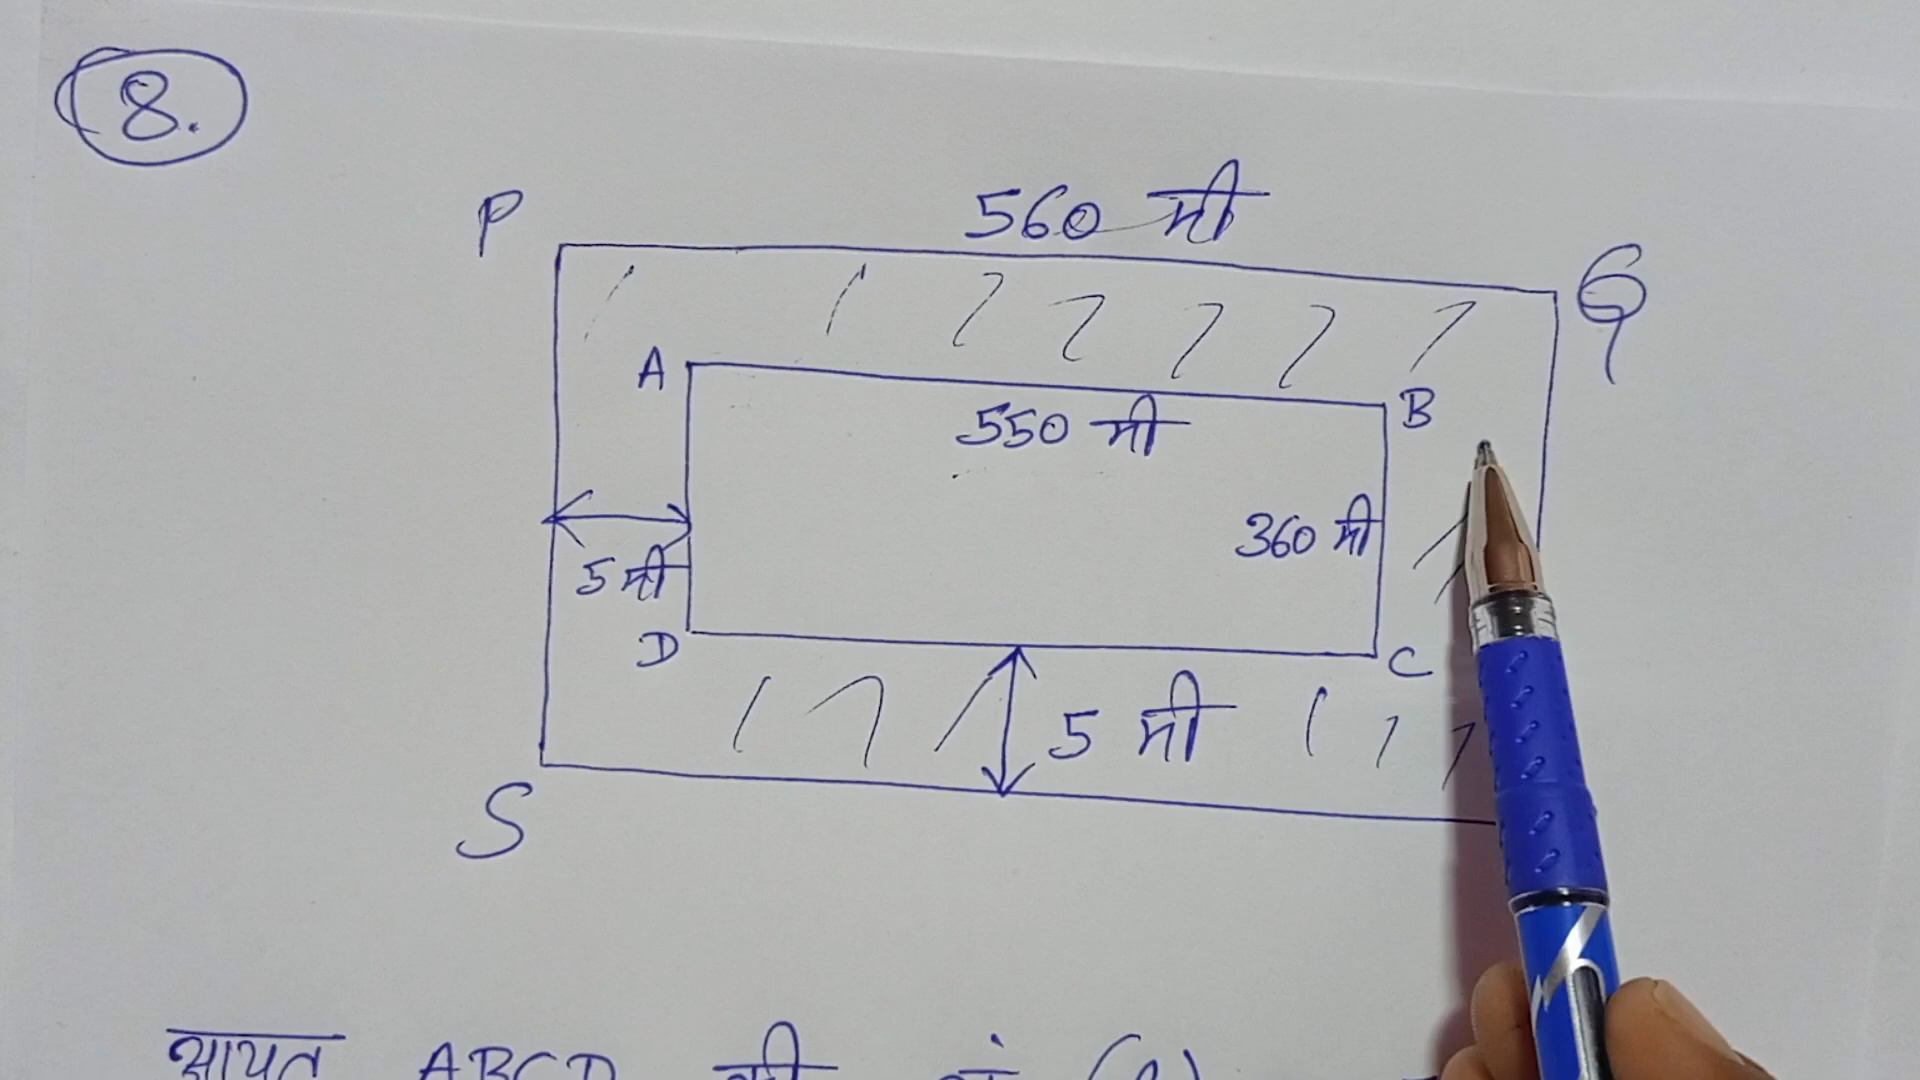 8.
P
560 मी
Q
A
B
550 मी
360 मी
5 मी
D
C
5 मी
S
आयत ABCD की लं (l)